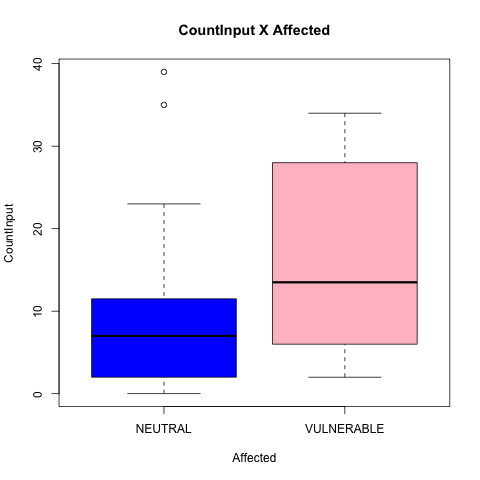 CountInput X Affected
CountInput
40
30
20
10
0
NEUTRAL VULNERABLE
Affected